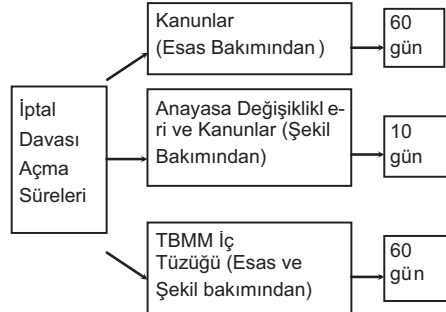 İptal
Davası
Açma
Süreleri
Kanunlar
(Esas Bakımından )
60
gün
Anayasa Değişiklikl e-
ri ve Kanunlar (Şekil
Bakımından)
10
gün
TBMM İç
Tüzüğü (Esas ve
Şekil bakımından)
60
gün